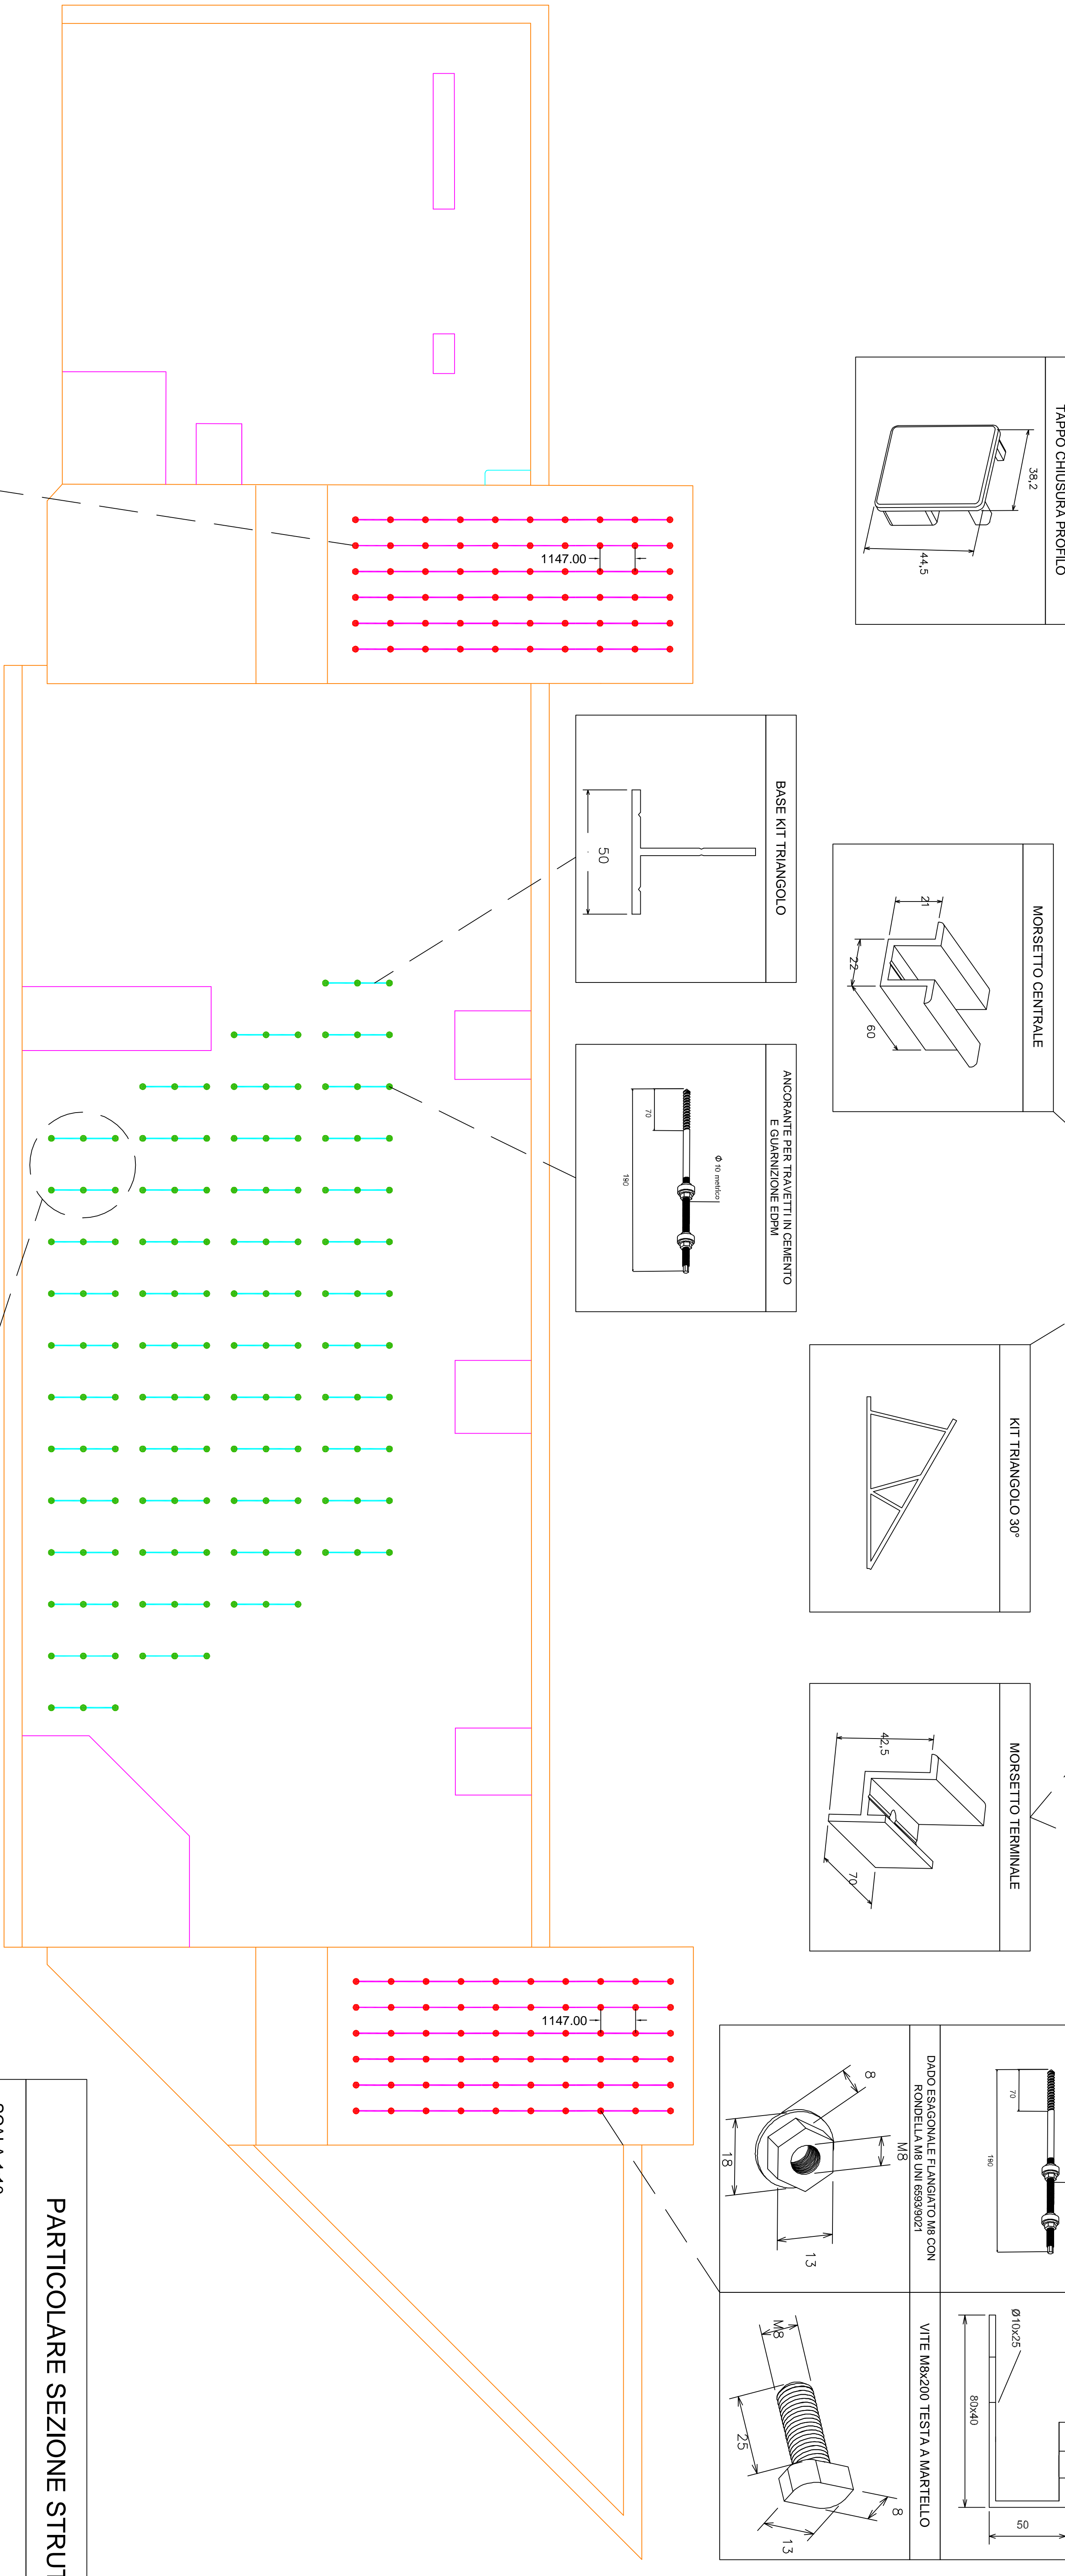 TAPPO CHIUSURA PROFILO
38,2
44,5
1147.00
BASE KIT TRIANGOLO
50
MORSETTO CENTRALE
21
22
60
ANCORANTE PER TRAVETTI IN CEMENTO
E GUARNIZIONE EDPM
70
Ø 10 metrico
190
KIT TRIANGOLO 30°
MORSETTO TERMINALE
42,5
70
1147.00
DADO ESAGONALE FLANGIATO M8 CON
RONDELLA M8 UNI 6593/9021
8
M8
18
13
70
190
VITE M8x200 TESTA A MARTELLO
M8
25
8
13
Ø10x25
80x40
50
PARTICOLARE SEZIONE STRUT